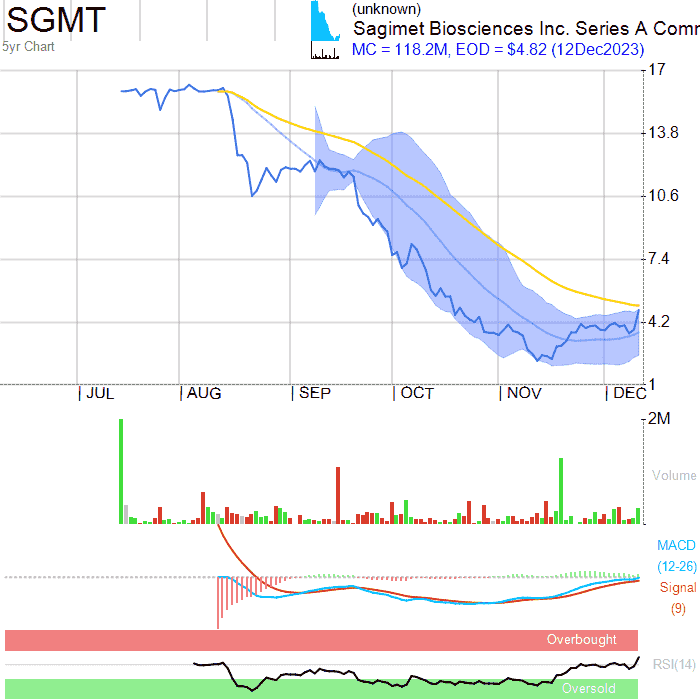 SGMT
(unknown)
Sagimet Biosciences Inc. Series A Comr
5yr Chart
MC = 118.2M, EOD = $4.82 (12Dec2023)
17
13.8
10.6
7.4
4.2
1
JUL AUG SEP OCT NOV DEC
2M
Volume
MACD
(12-26)
Signal
(9)
Overbought
RSI(14)
Oversold